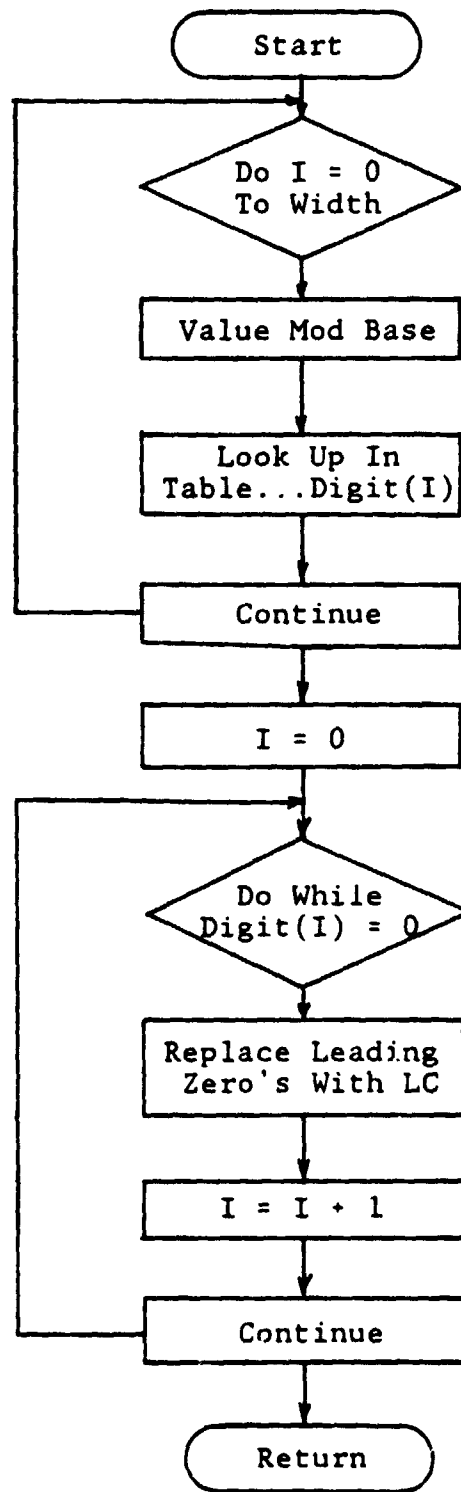 Start
Do I = 0
To Width
Value Mod Base
Look Up In
Table...Digit(I)
Continue
I = 0
Do While
Digit(I) = 0
Replace Leading
Zero's With LC
I = I + 1
Continue
Return